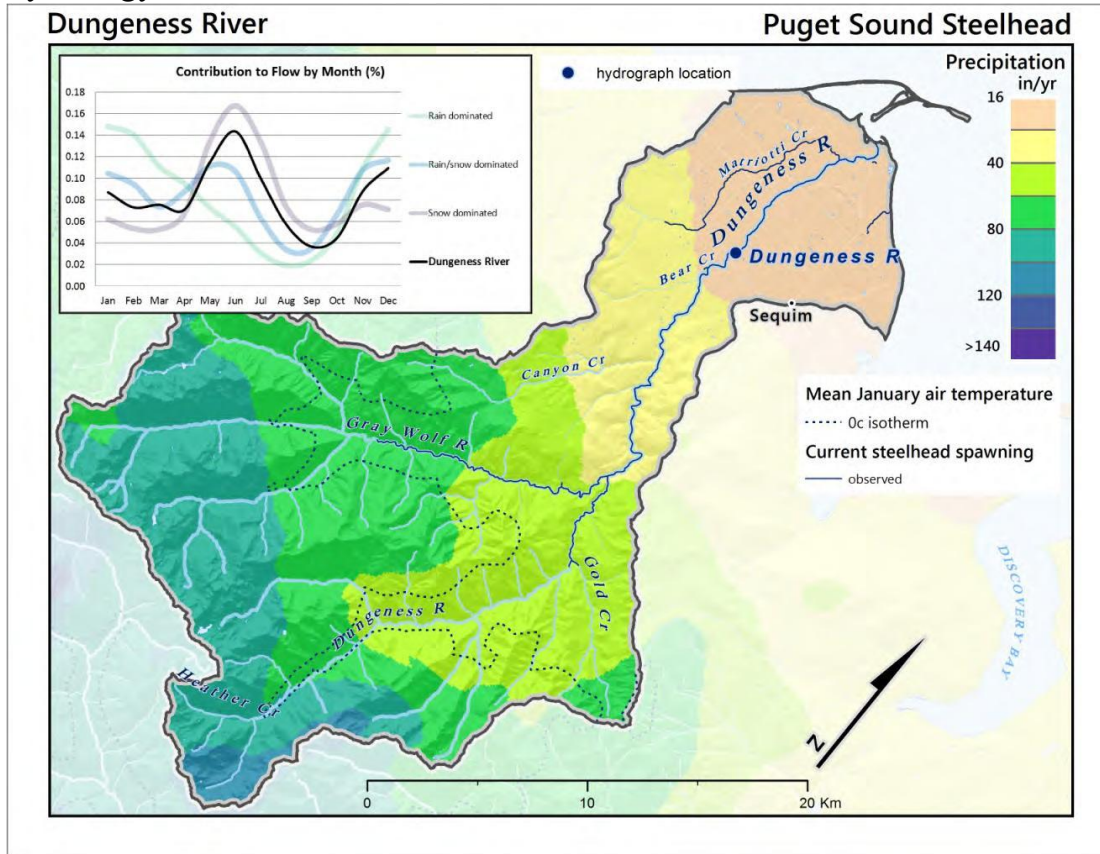 Dungeness River
Puget Sound Steelhead
Contribution to Flow by Month (%)
0.18
0.16
0.14
0.12
0.10
0.08
0.06
0.04
0.02
0.00
Jan Feb Mar Apr May Jun Jul Aug Sep Oct Nov Dec
Rain dominated
Rain/snow dominated
Snow dominated
Dungeness River
hydrograph location
Precipitation
in/yr
16
40
80
120
>140
Mean January air temperature
0c isotherm
Current steelhead spawning
observed
Marriotti Cr
Dungeness R
Bear Cr
Dungeness R
Sequim
Canyon Cr
Gray Wolf R
Gold Cr
Dungeness R
Heather Cr
DISCOVERY BAY
N
0 10 20 Km